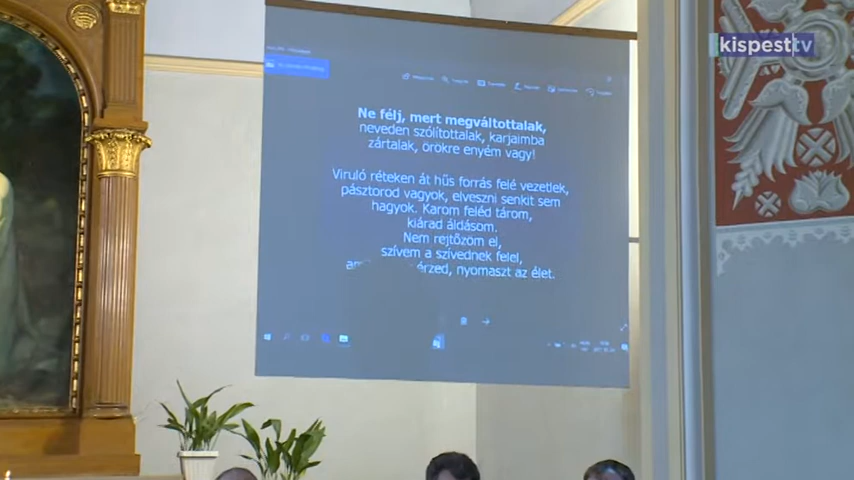 kispest tv
Ne félj, mert megváltottalak,
neveden szólítottalak, karjaimba
zártalak, örökre enyém vagy!
Viruló réteken át hűs forrás felé vezetlek,
pásztorod vagyok, elveszni senkit sem
hagyok. Karom feléd tárom,
kiárad áldásom.
Nem rejtőzöm el,
szívem a szívednek felel,
érzed, nyomaszt az élet.